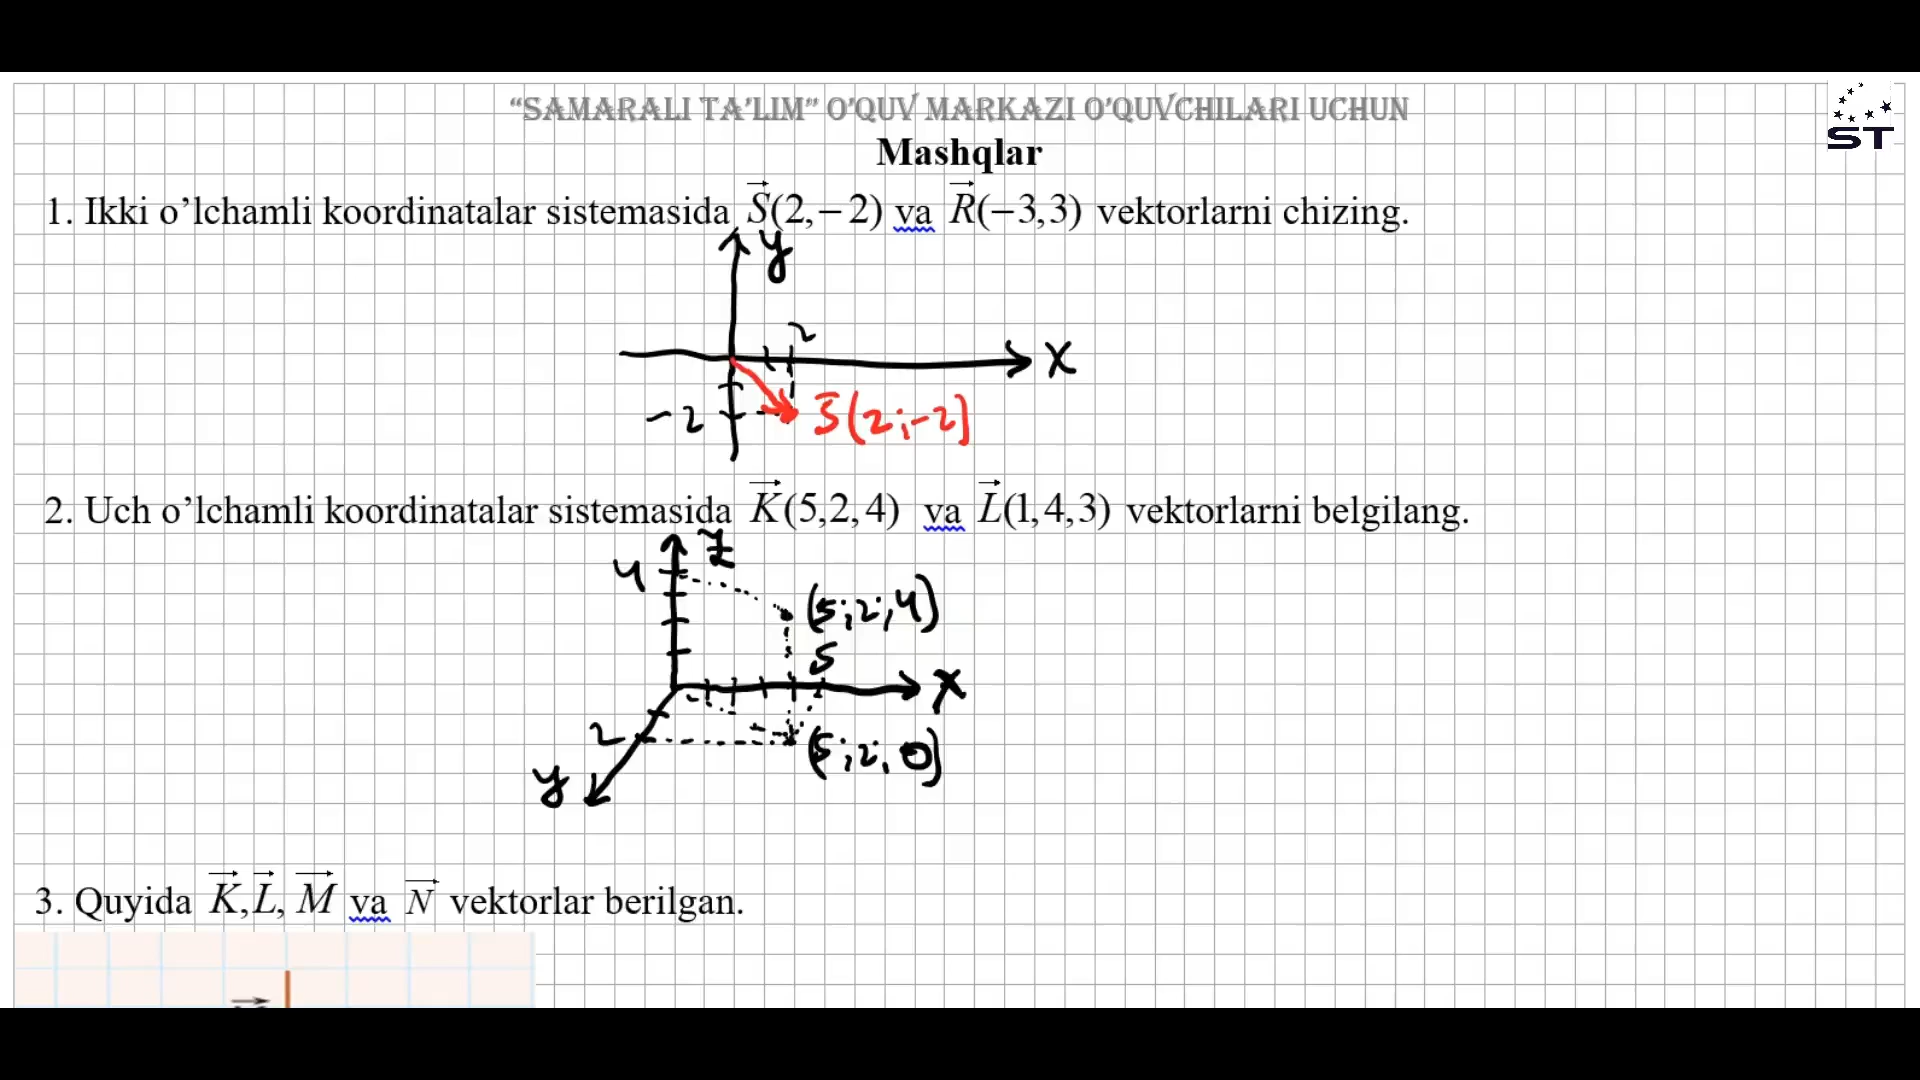 “SAMARALI TA’LIM” O’QUV MARKAZI O’QUVCHILARI UCHUN
ST
Mashqlar
1. Ikki o’lchamli koordinatalar sistemasida S(2,−2) va R(−3,3) vektorlarni chizing.
y
2
x
-2
S(2;-2)
2. Uch o’lchamli koordinatalar sistemasida K(5,2,4) va L(1,4,3) vektorlarni belgilang.
z
4
(5;2;4)
5
x
2
(5;2;0)
y
3. Quyida K, L, M va N vektorlar berilgan.